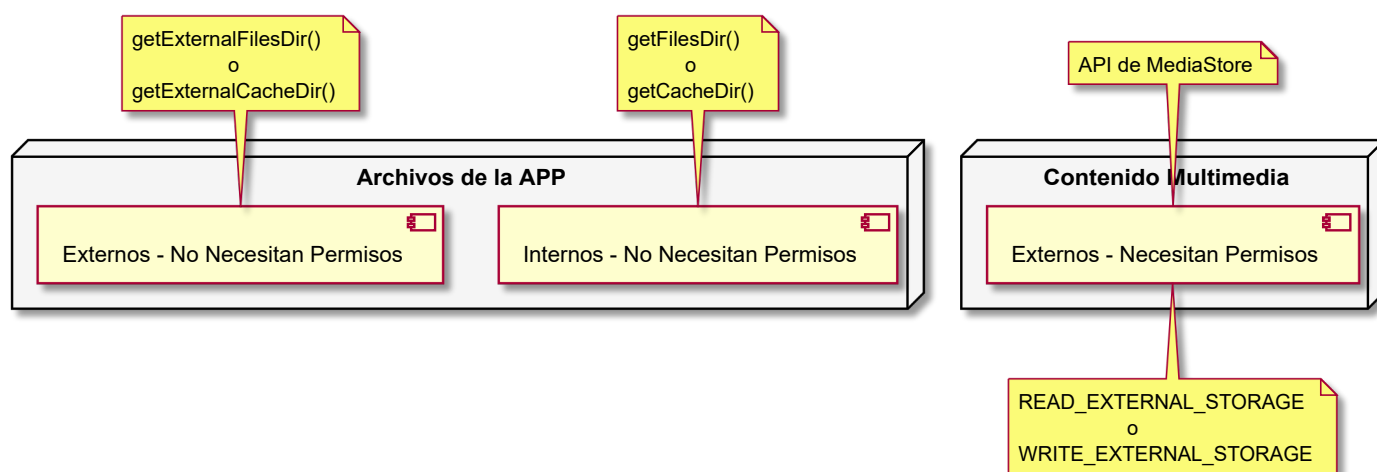 getExternalFilesDir()
o
getExternalCacheDir()
getFilesDir()
o
getCacheDir()
API de MediaStore
Archivos de la APP
Contenido Multimedia
Externos - No Necesitan Permisos
Internos - No Necesitan Permisos
Externos - Necesitan Permisos
READ_EXTERNAL_STORAGE
o
WRITE_EXTERNAL_STORAGE